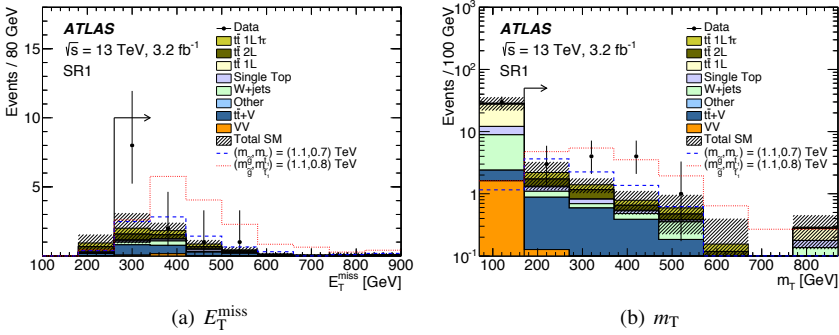 Events / 80 GeV
ATLAS
√s = 13 TeV, 3.2 fb⁻¹
SR1
Data
tt̄ 1L1τ
tt̄ 2L
tt̄ 1L
Single Top
W+jets
Other
tt̄+V
VV
Total SM
(m_g̃, m_t̃₁) = (1.1,0.7) TeV
(m_g̃, m_t̃₁) = (1.1,0.8) TeV
15
10
5
100 200 300 400 500 600 700 800 900
E_T^miss [GeV]
(a) E_T^miss
Events / 100 GeV
ATLAS
√s = 13 TeV, 3.2 fb⁻¹
SR1
Data
tt̄ 1L1τ
tt̄ 2L
tt̄ 1L
Single Top
W+jets
Other
tt̄+V
VV
Total SM
(m_g̃, m_t̃₁) = (1.1,0.7) TeV
(m_g̃, m_t̃₁) = (1.1,0.8) TeV
10³
10²
10
1
10⁻¹
100 200 300 400 500 600 700 800
m_T [GeV]
(b) m_T